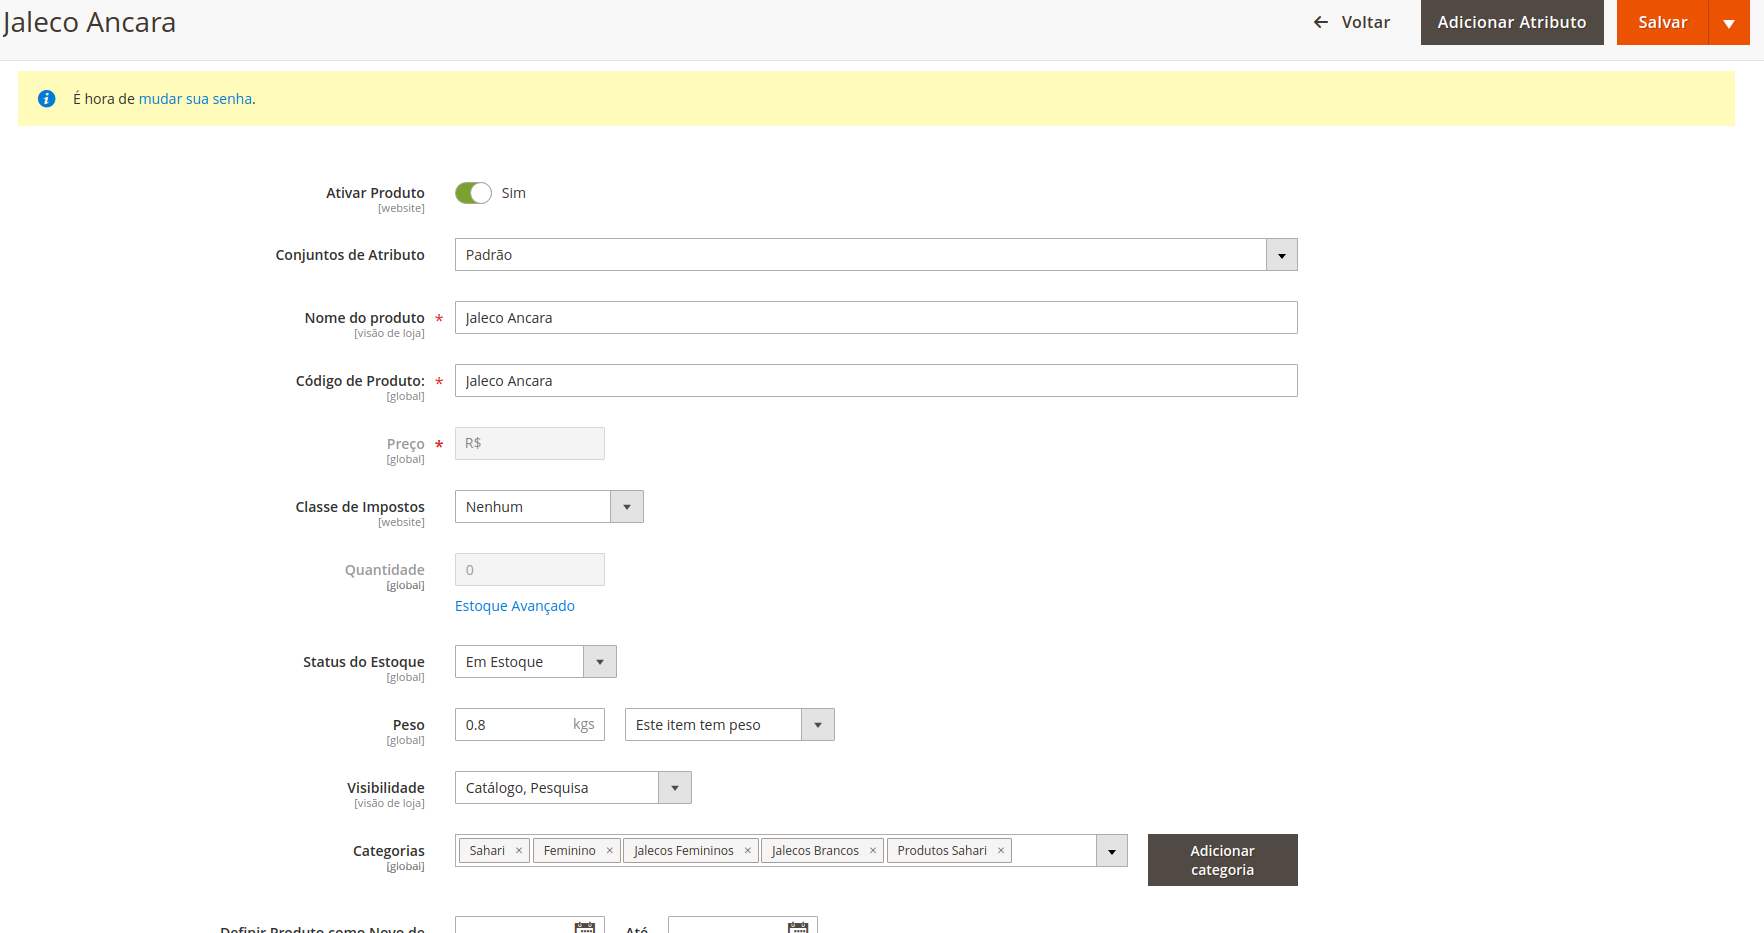 Jaleco Ancara
Voltar
Adicionar Atributo
Salvar
É hora de mudar sua senha.
Ativar Produto
[website]
Sim
Conjuntos de Atributo
Padrão
Nome do produto *
[visão de loja]
Jaleco Ancara
Código de Produto: *
[global]
Jaleco Ancara
Preço *
[global]
R$
Classe de Impostos
[website]
Nenhum
Quantidade
[global]
0
Estoque Avançado
Status do Estoque
[global]
Em Estoque
Peso
[global]
0.8 kgs
Este item tem peso
Visibilidade
[visão de loja]
Catálogo, Pesquisa
Categorias
[global]
Sahari × Feminino × Jalecos Femininos × Jalecos Brancos × Produtos Sahari ×
Adicionar
categoria
Definir Produto como Novo de
Até